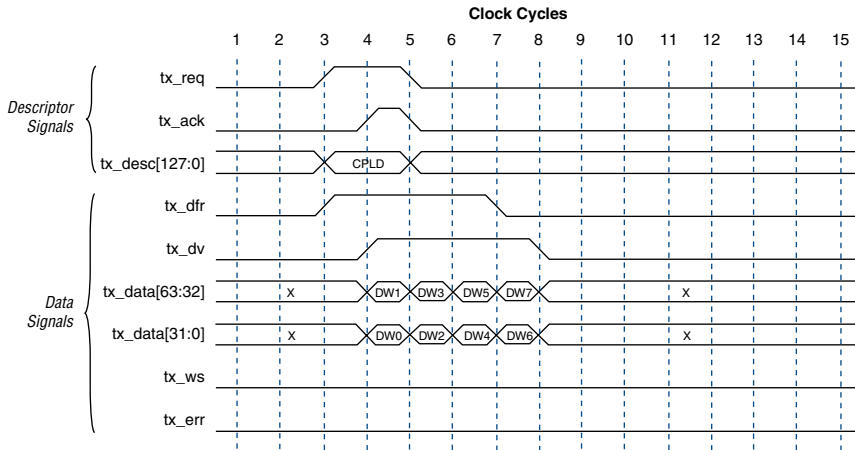 Clock Cycles
1 2 3 4 5 6 7 8 9 10 11 12 13 14 15
Descriptor
Signals
tx_req
tx_ack
tx_desc[127:0] CPLD
Data
Signals
tx_dfr
tx_dv
tx_data[63:32] X DW1 DW3 DW5 DW7 X
tx_data[31:0] X DW0 DW2 DW4 DW6 X
tx_ws
tx_err